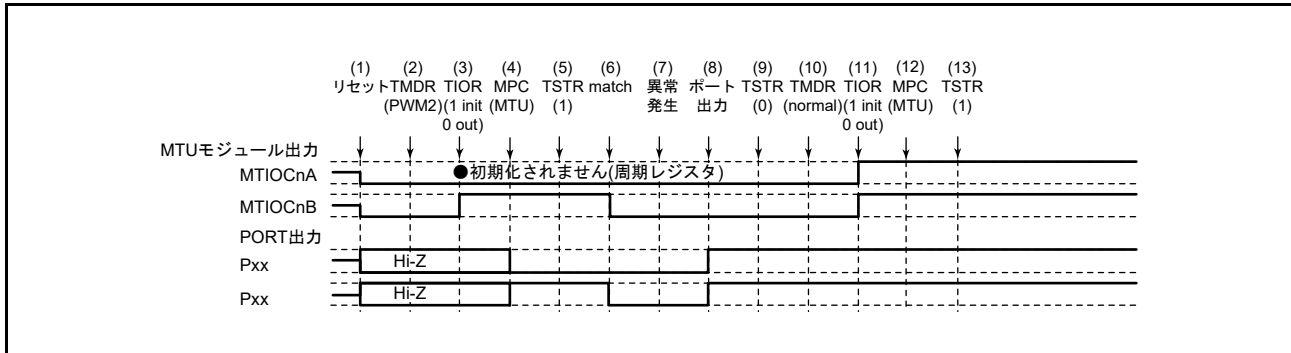 (1) (2) (3) (4) (5) (6) (7) (8) (9) (10) (11) (12) (13)
リセット TMDR TIOR MPC TSTR match 異常 ポート TSTR TMDR TIOR MPC TSTR
(PWM2) (1 init (MTU) (1) 発生 出力 (0) (normal) (1 init (MTU) (1)
0 out) 0 out)
MTUモジュール出力
MTIOCnA ●初期化されません(周期レジスタ)
MTIOCnB
PORT出力
Pxx Hi-Z
Pxx Hi-Z